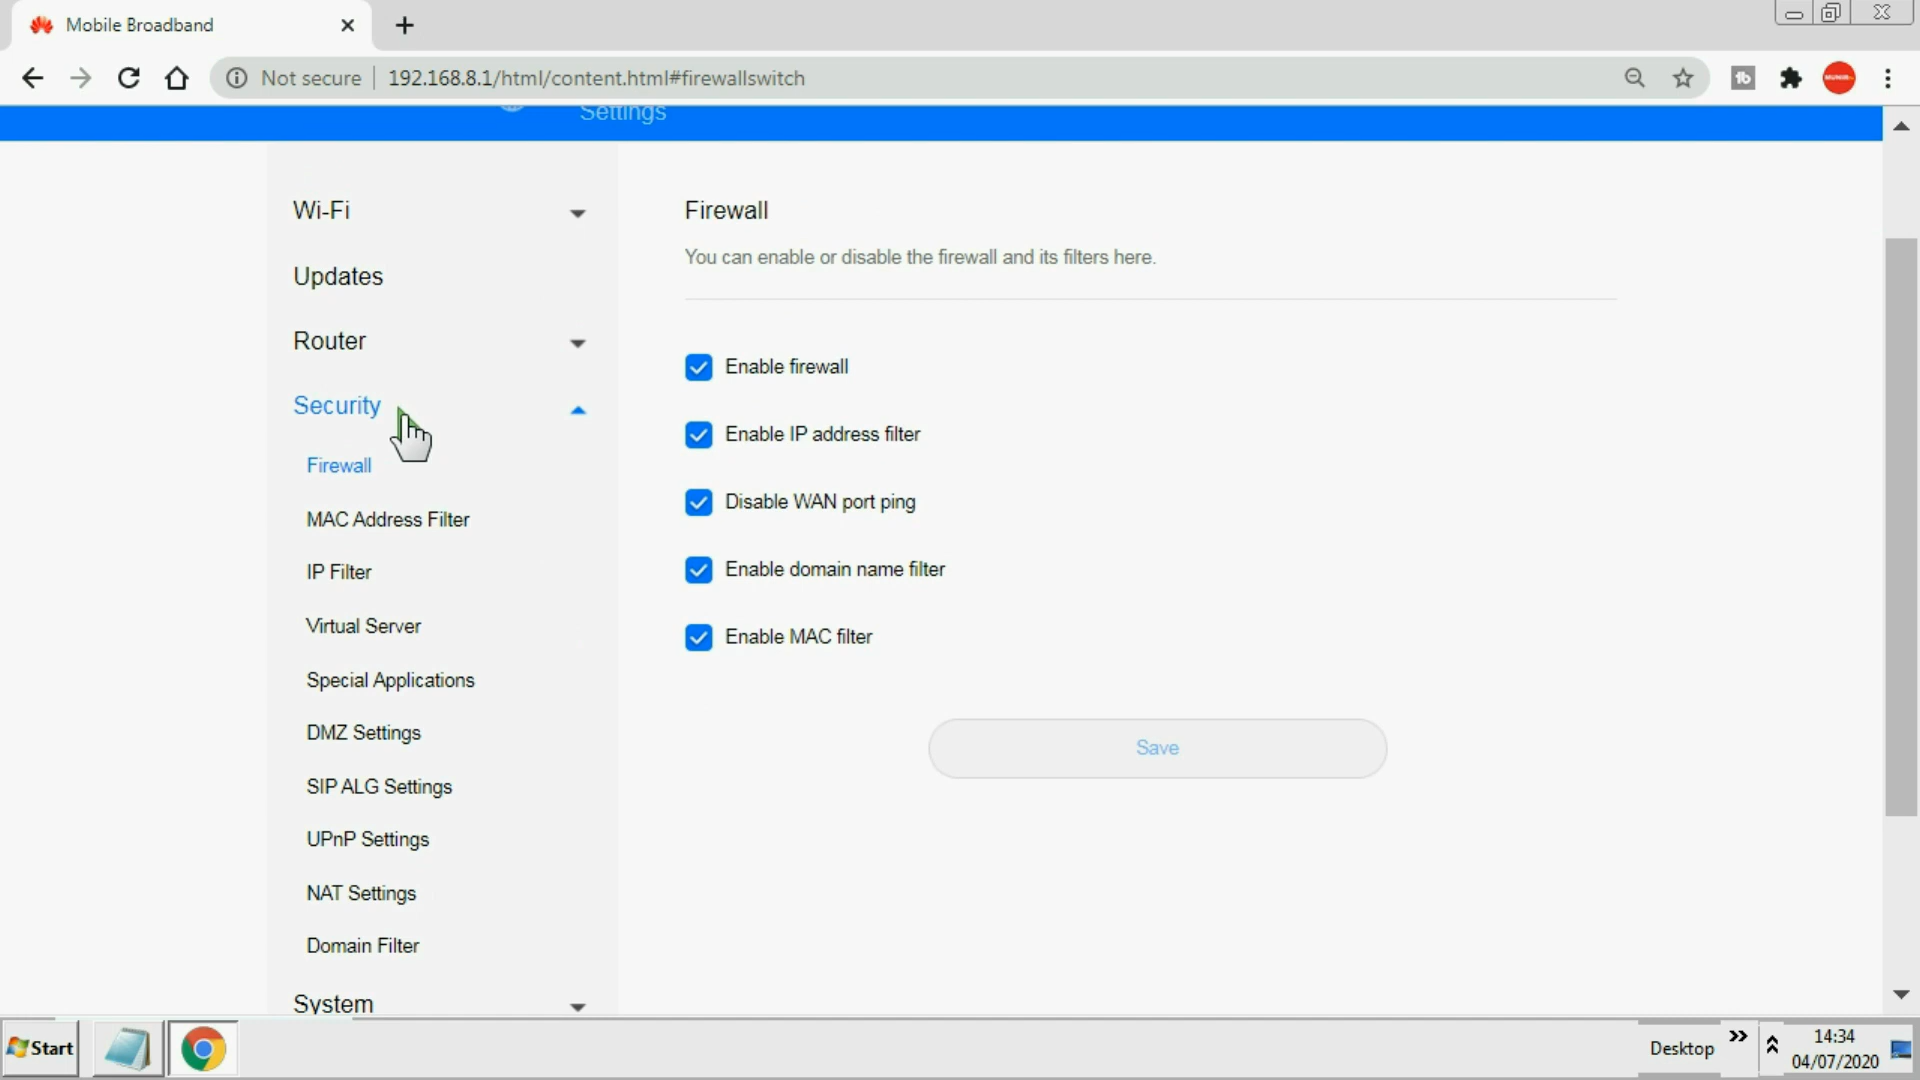 Mobile Broadband
Not secure
192.168.8.1/html/content.html#firewallswitch
Settings
Wi-Fi
Updates
Router
Security
Firewall
MAC Address Filter
IP Filter
Virtual Server
Special Applications
DMZ Settings
SIP ALG Settings
UPnP Settings
NAT Settings
Domain Filter
System
Firewall
You can enable or disable the firewall and its filters here.
Enable firewall
Enable IP address filter
Disable WAN port ping
Enable domain name filter
Enable MAC filter
Save
Start
Desktop
14:34
04/07/2020